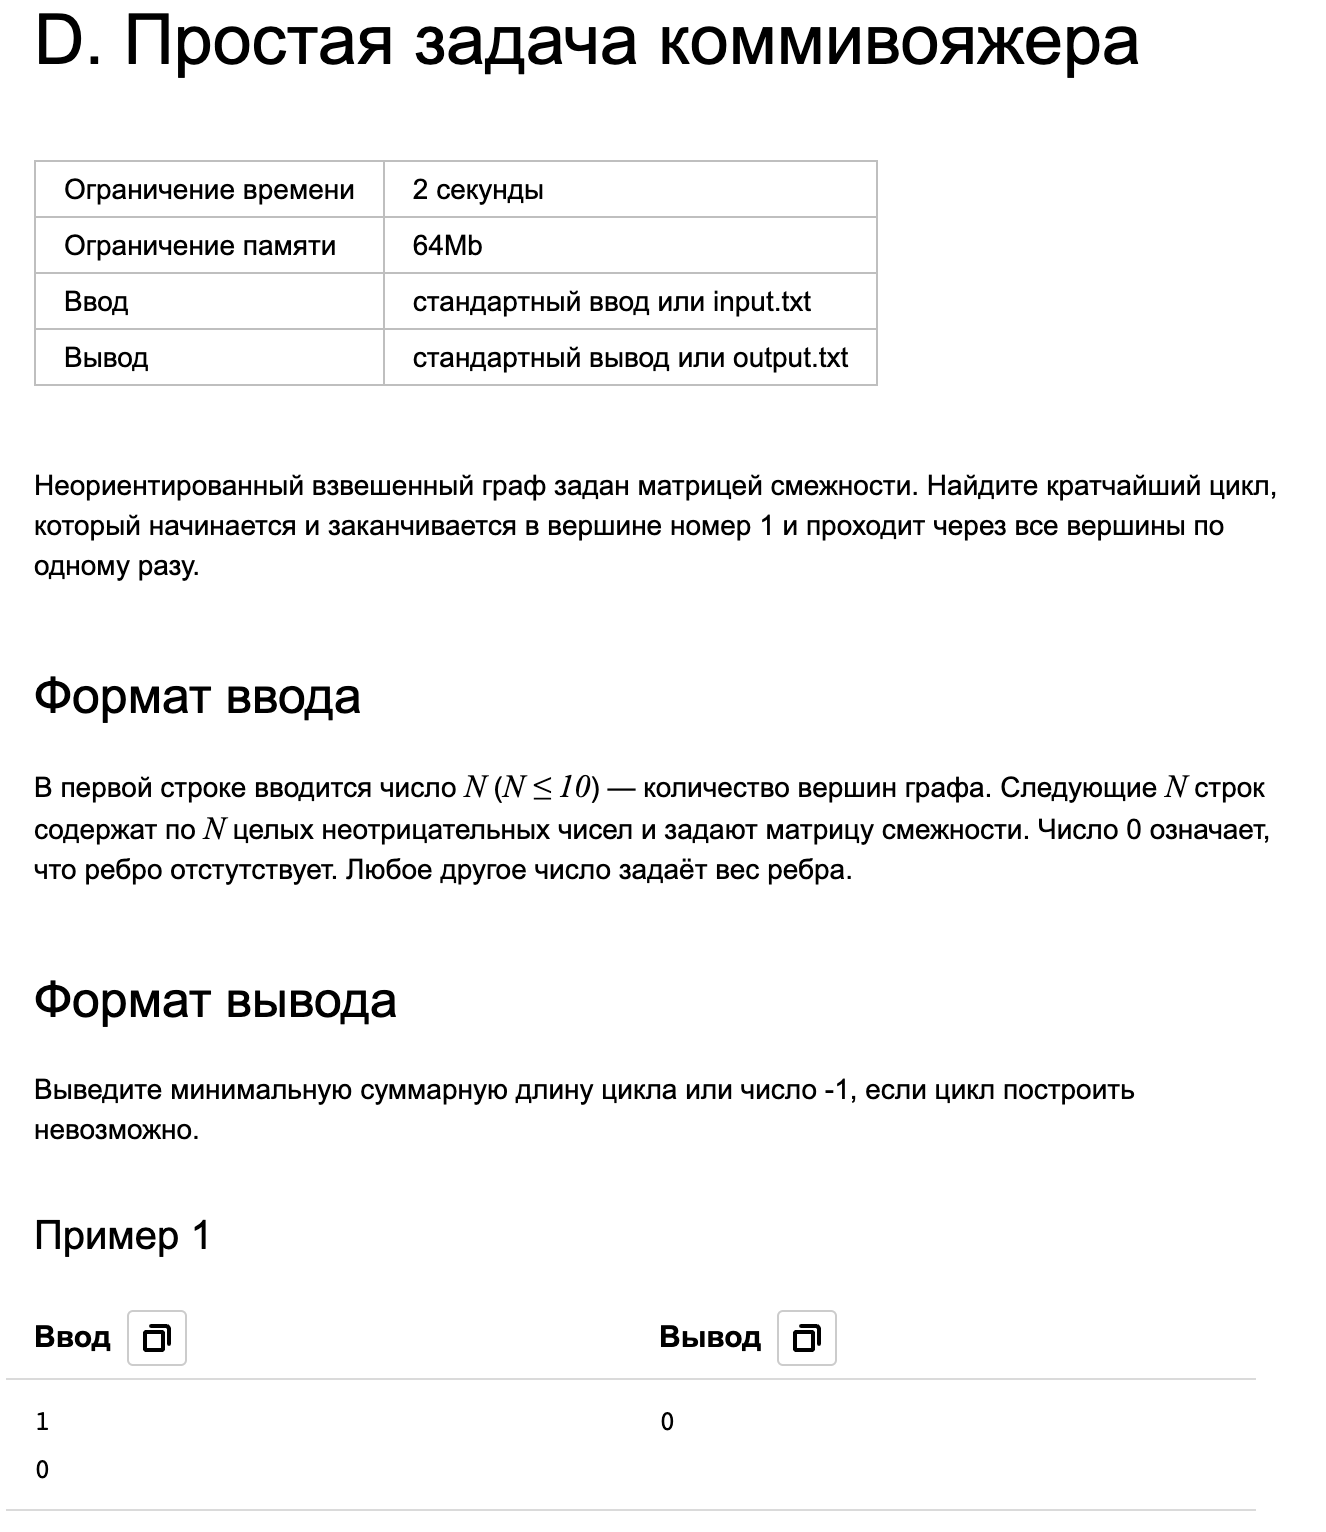 D. Простая задача коммивояжера
Ограничение времени 2 секунды
Ограничение памяти 64Mb
Ввод стандартный ввод или input.txt
Вывод стандартный вывод или output.txt
Неориентированный взвешенный граф задан матрицей смежности. Найдите кратчайший цикл,
который начинается и заканчивается в вершине номер 1 и проходит через все вершины по
одному разу.
Формат ввода
В первой строке вводится число N (N ≤ 10) — количество вершин графа. Следующие N строк
содержат по N целых неотрицательных чисел и задают матрицу смежности. Число 0 означает,
что ребро отстутствует. Любое другое число задаёт вес ребра.
Формат вывода
Выведите минимальную суммарную длину цикла или число -1, если цикл построить
невозможно.
Пример 1
Ввод Вывод
1 0
0